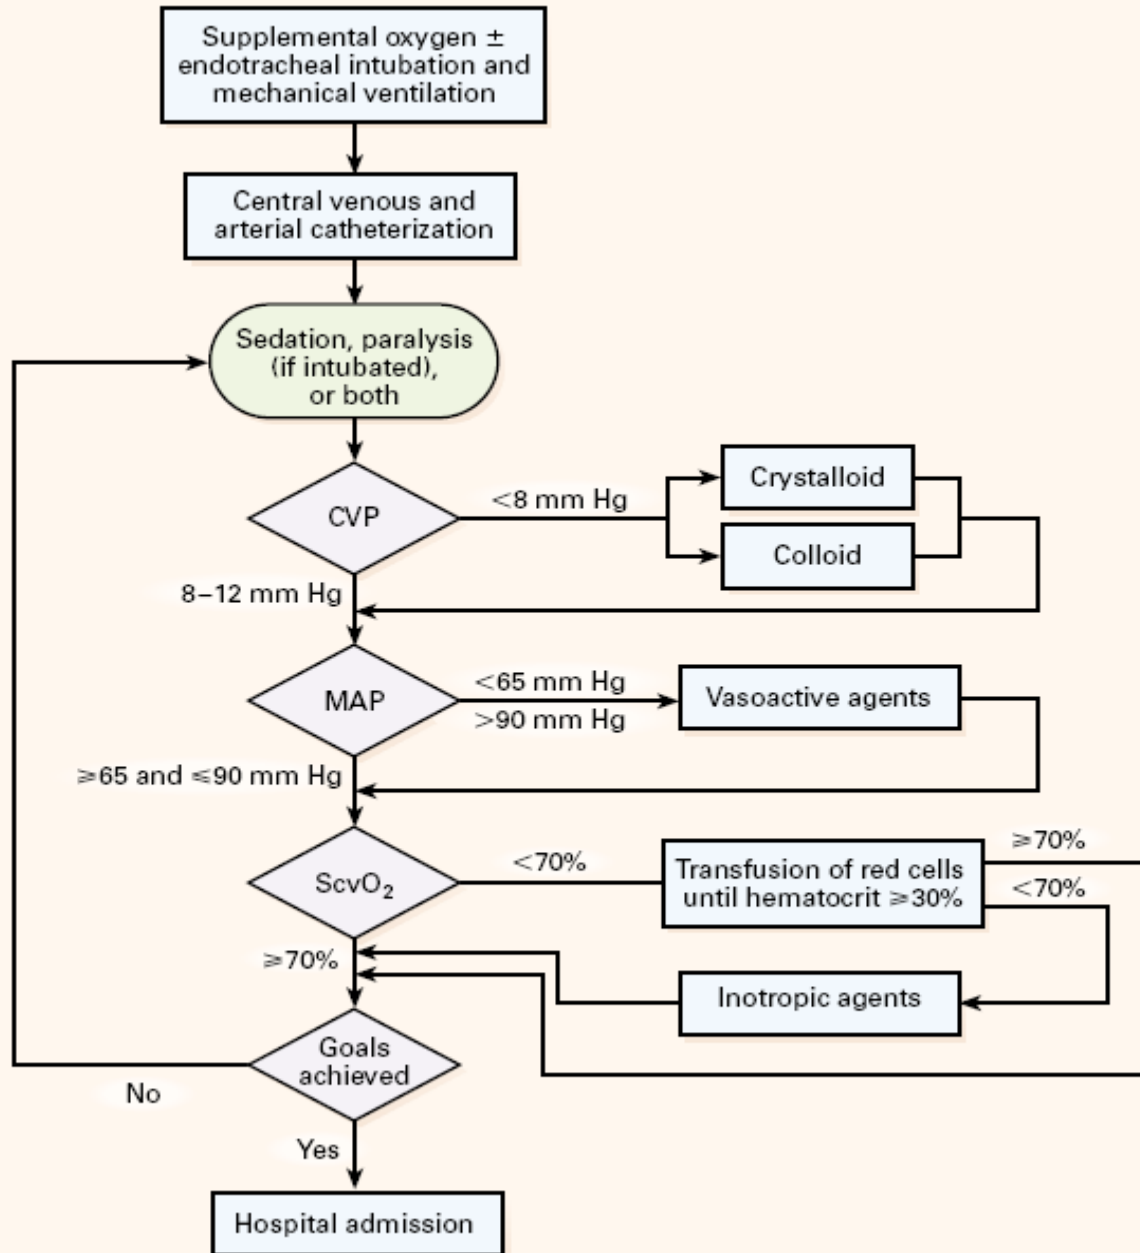 Supplemental oxygen ±
endotracheal intubation and
mechanical ventilation
Central venous and
arterial catheterization
Sedation, paralysis
(if intubated),
or both
CVP
<8 mm Hg
Crystalloid
Colloid
8–12 mm Hg
MAP
<65 mm Hg
>90 mm Hg
Vasoactive agents
⩾65 and ⩽90 mm Hg
ScvO₂
<70%
Transfusion of red cells
until hematocrit ⩾30%
⩾70%
<70%
⩾70%
Inotropic agents
Goals
achieved
No
Yes
Hospital admission